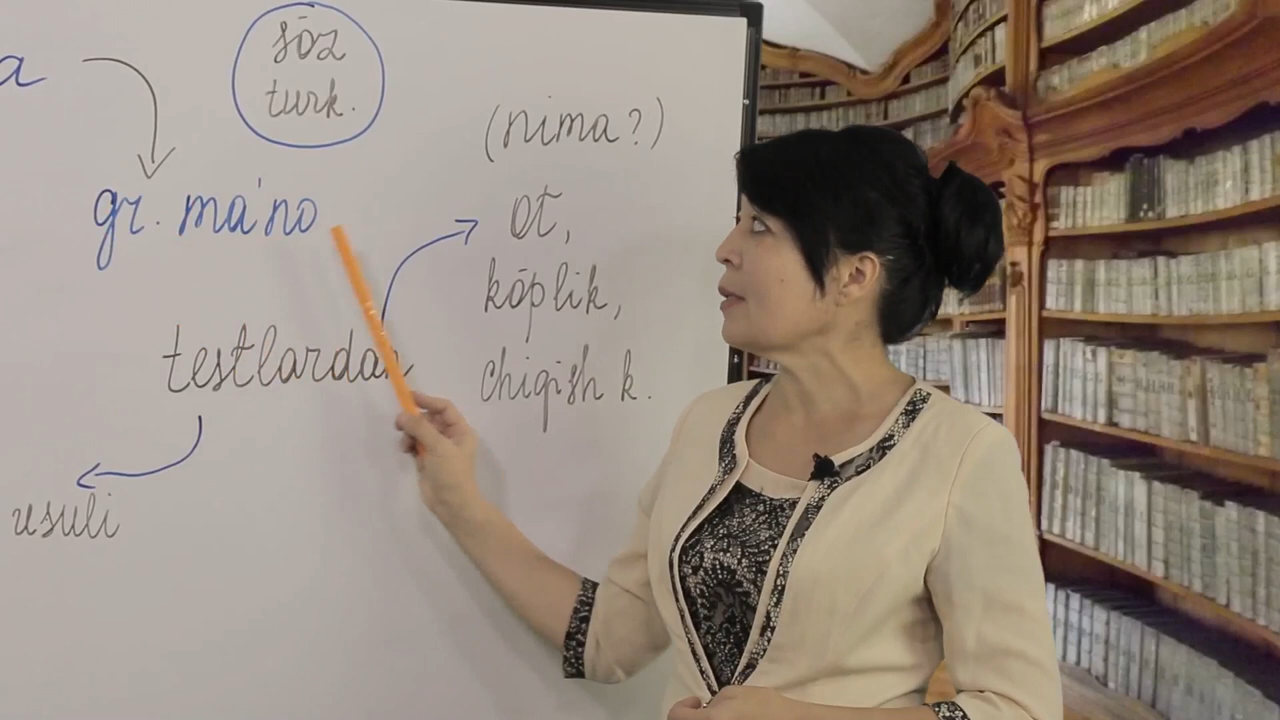 a
sōz
turk.
gr. ma'no
(nima?)
ot,
kōplik,
chiqish k.
testlardan
usuli